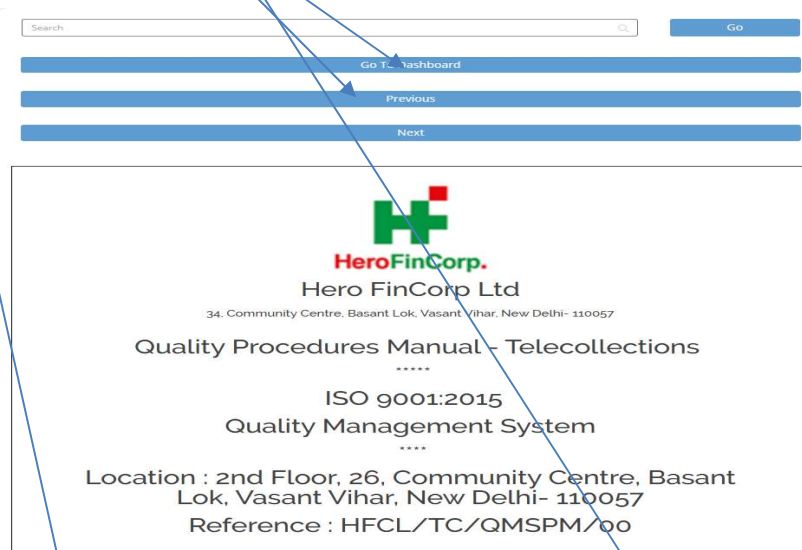 Search
Go
Go To Dashboard
Previous
Next
HeroFinCorp.
Hero FinCorp Ltd
34, Community Centre, Basant Lok, Vasant Vihar, New Delhi- 110057
Quality Procedures Manual - Telecollections
*****
ISO 9001:2015
Quality Management System
****
Location : 2nd Floor, 26, Community Centre, Basant
Lok, Vasant Vihar, New Delhi- 110057
Reference : HFCL/TC/QMSPM/00